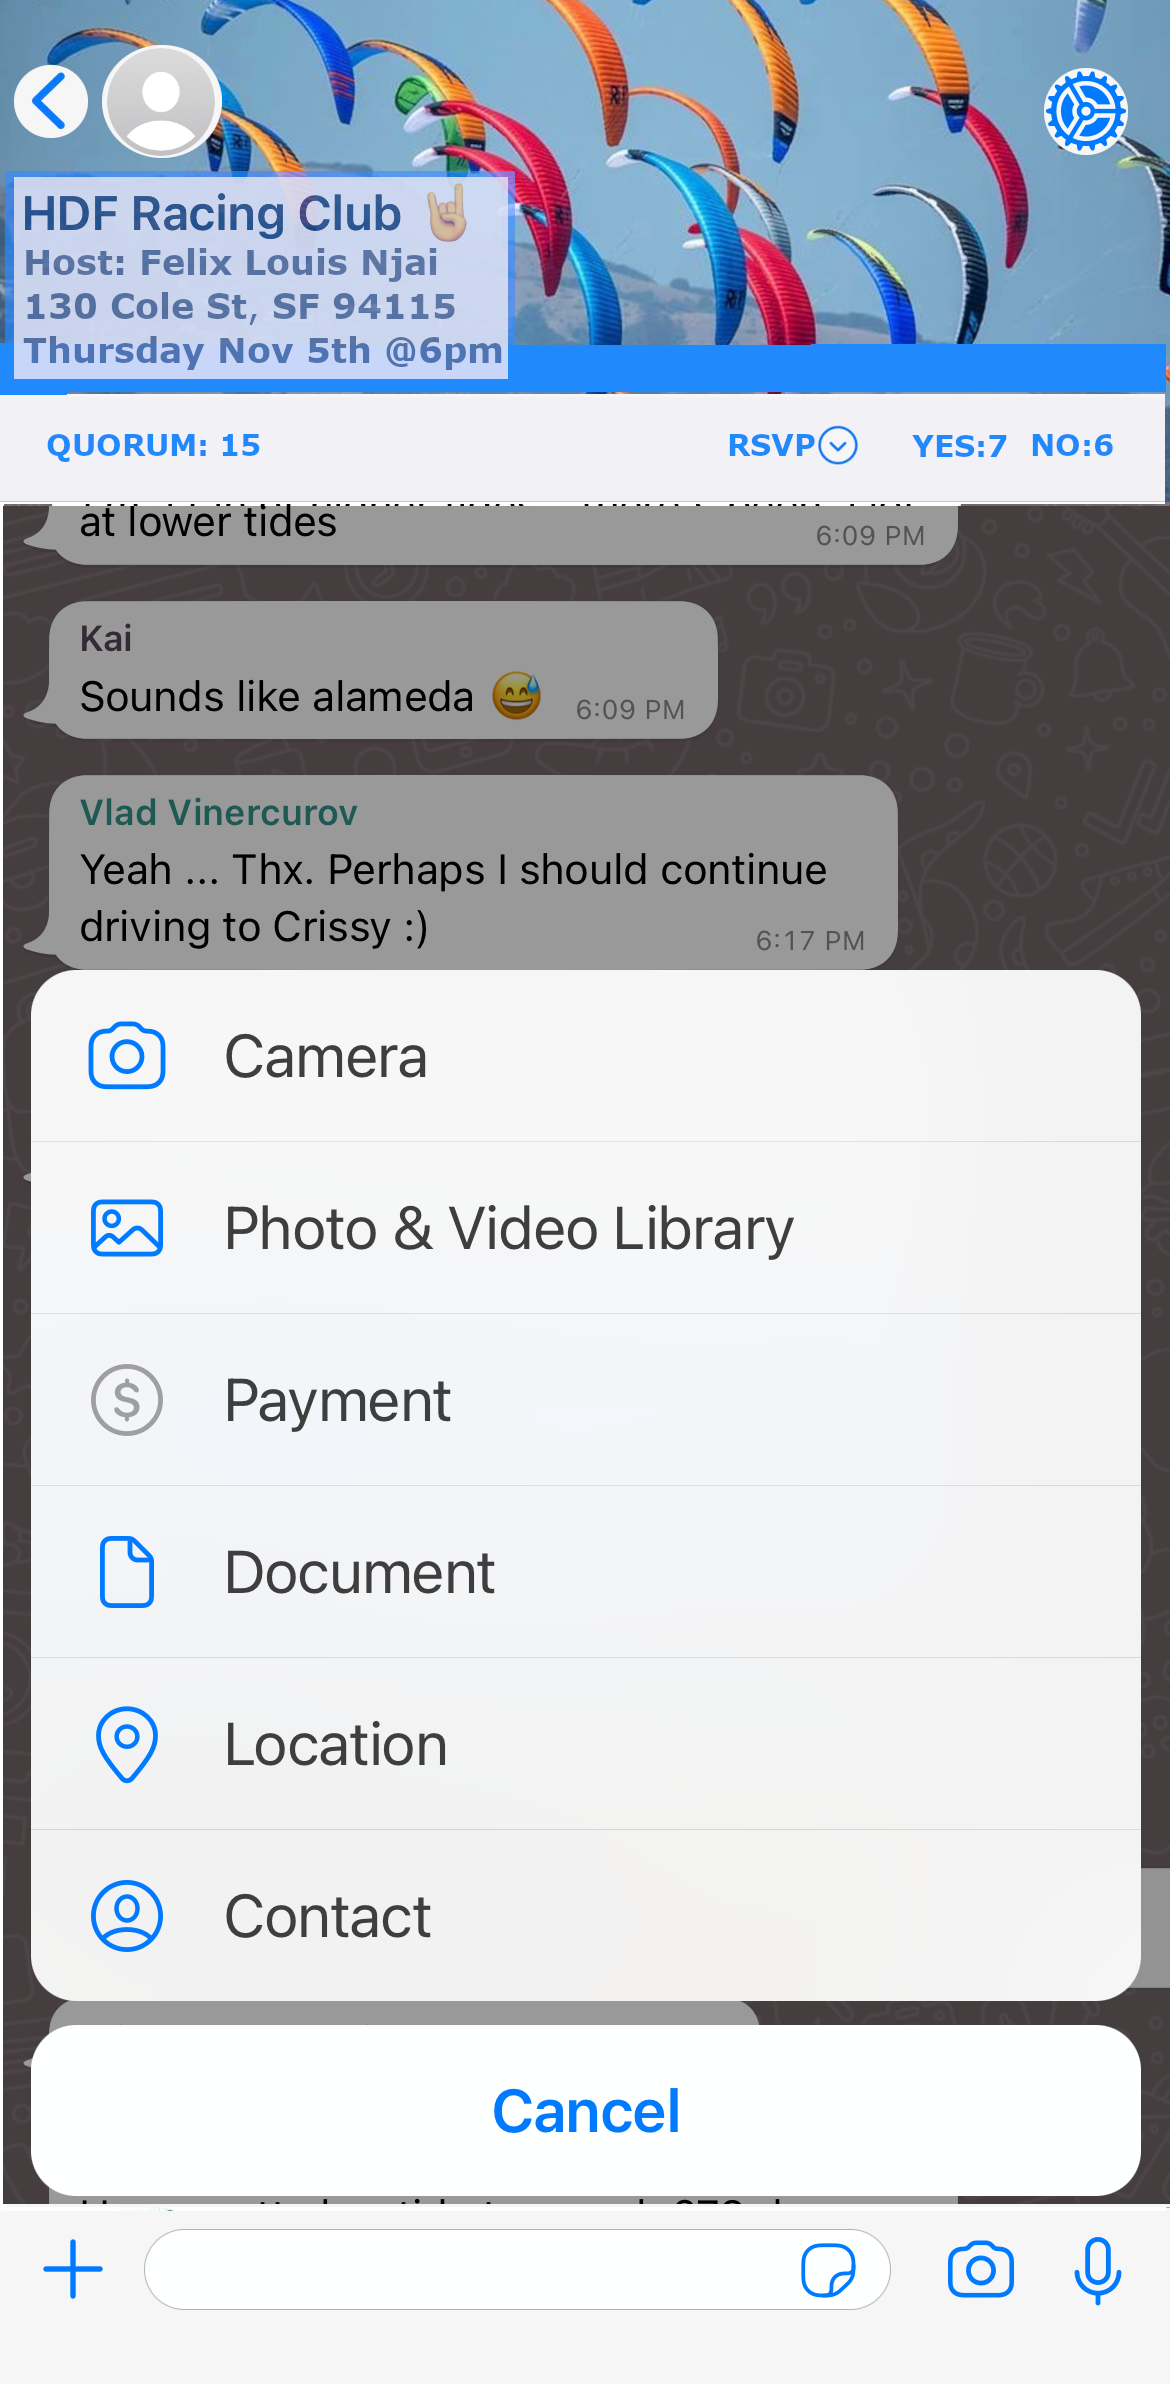 HDF Racing Club 🤘🏼
Host: Felix Louis Njai
130 Cole St, SF 94115
Thursday Nov 5th @6pm
QUORUM: 15
RSVP YES:7 NO:6
at lower tides
6:09 PM
Kai
Sounds like alameda 😅
6:09 PM
Vlad Vinercurov
Yeah ... Thx. Perhaps I should continue
driving to Crissy :)
6:17 PM
Camera
Photo & Video Library
$
Payment
Document
Location
Contact
Cancel